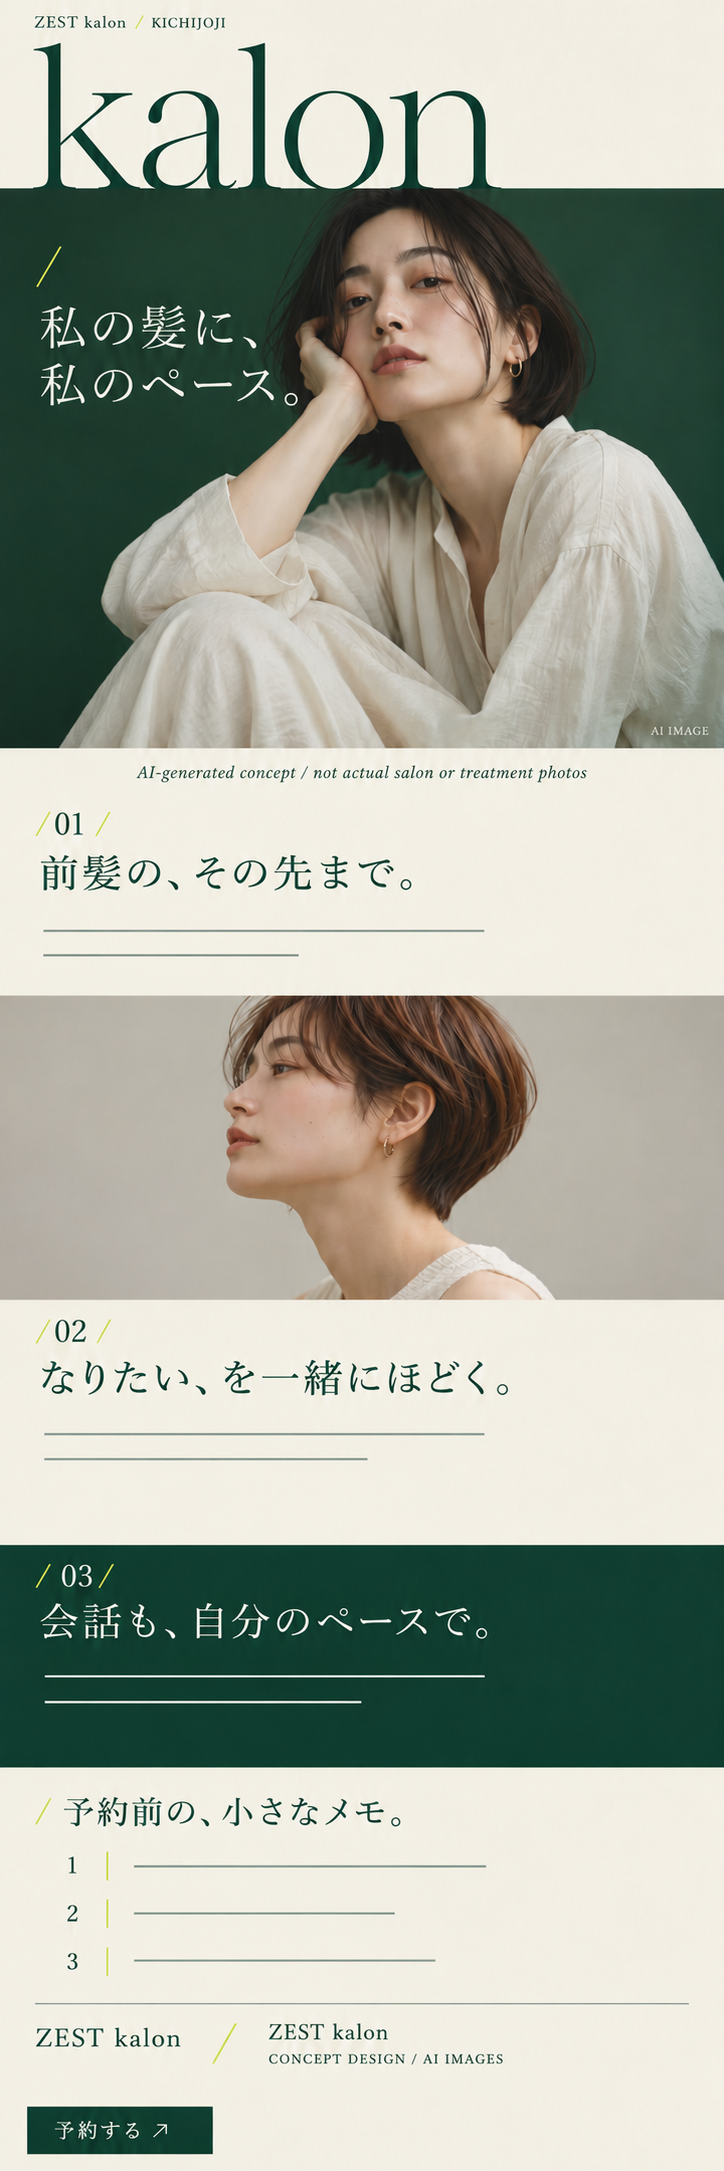 ZEST kalon / KICHIJOJI
kalon
/
私の髪に、
私のペース。
AI IMAGE
AI-generated concept / not actual salon or treatment photos
/01 /
前髪の、その先まで。
/02 /
なりたい、を一緒にほどく。
/ 03 /
会話も、自分のペースで。
/ 予約前の、小さなメモ。
1
2
3
ZEST kalon / ZEST kalon
CONCEPT DESIGN / AI IMAGES
予約する ↗